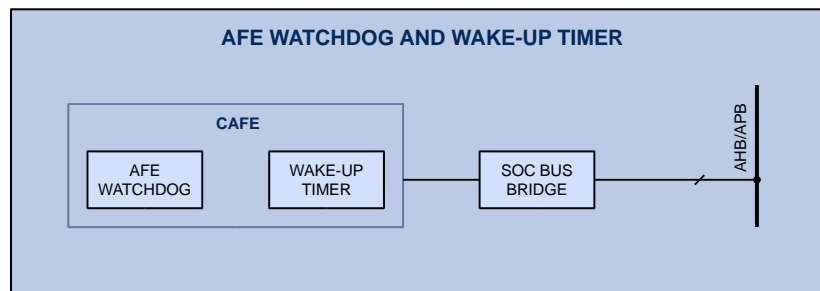 AFE WATCHDOG AND WAKE-UP TIMER
CAFE
AFE
WATCHDOG
WAKE-UP
TIMER
SOC BUS
BRIDGE
AHB/APB